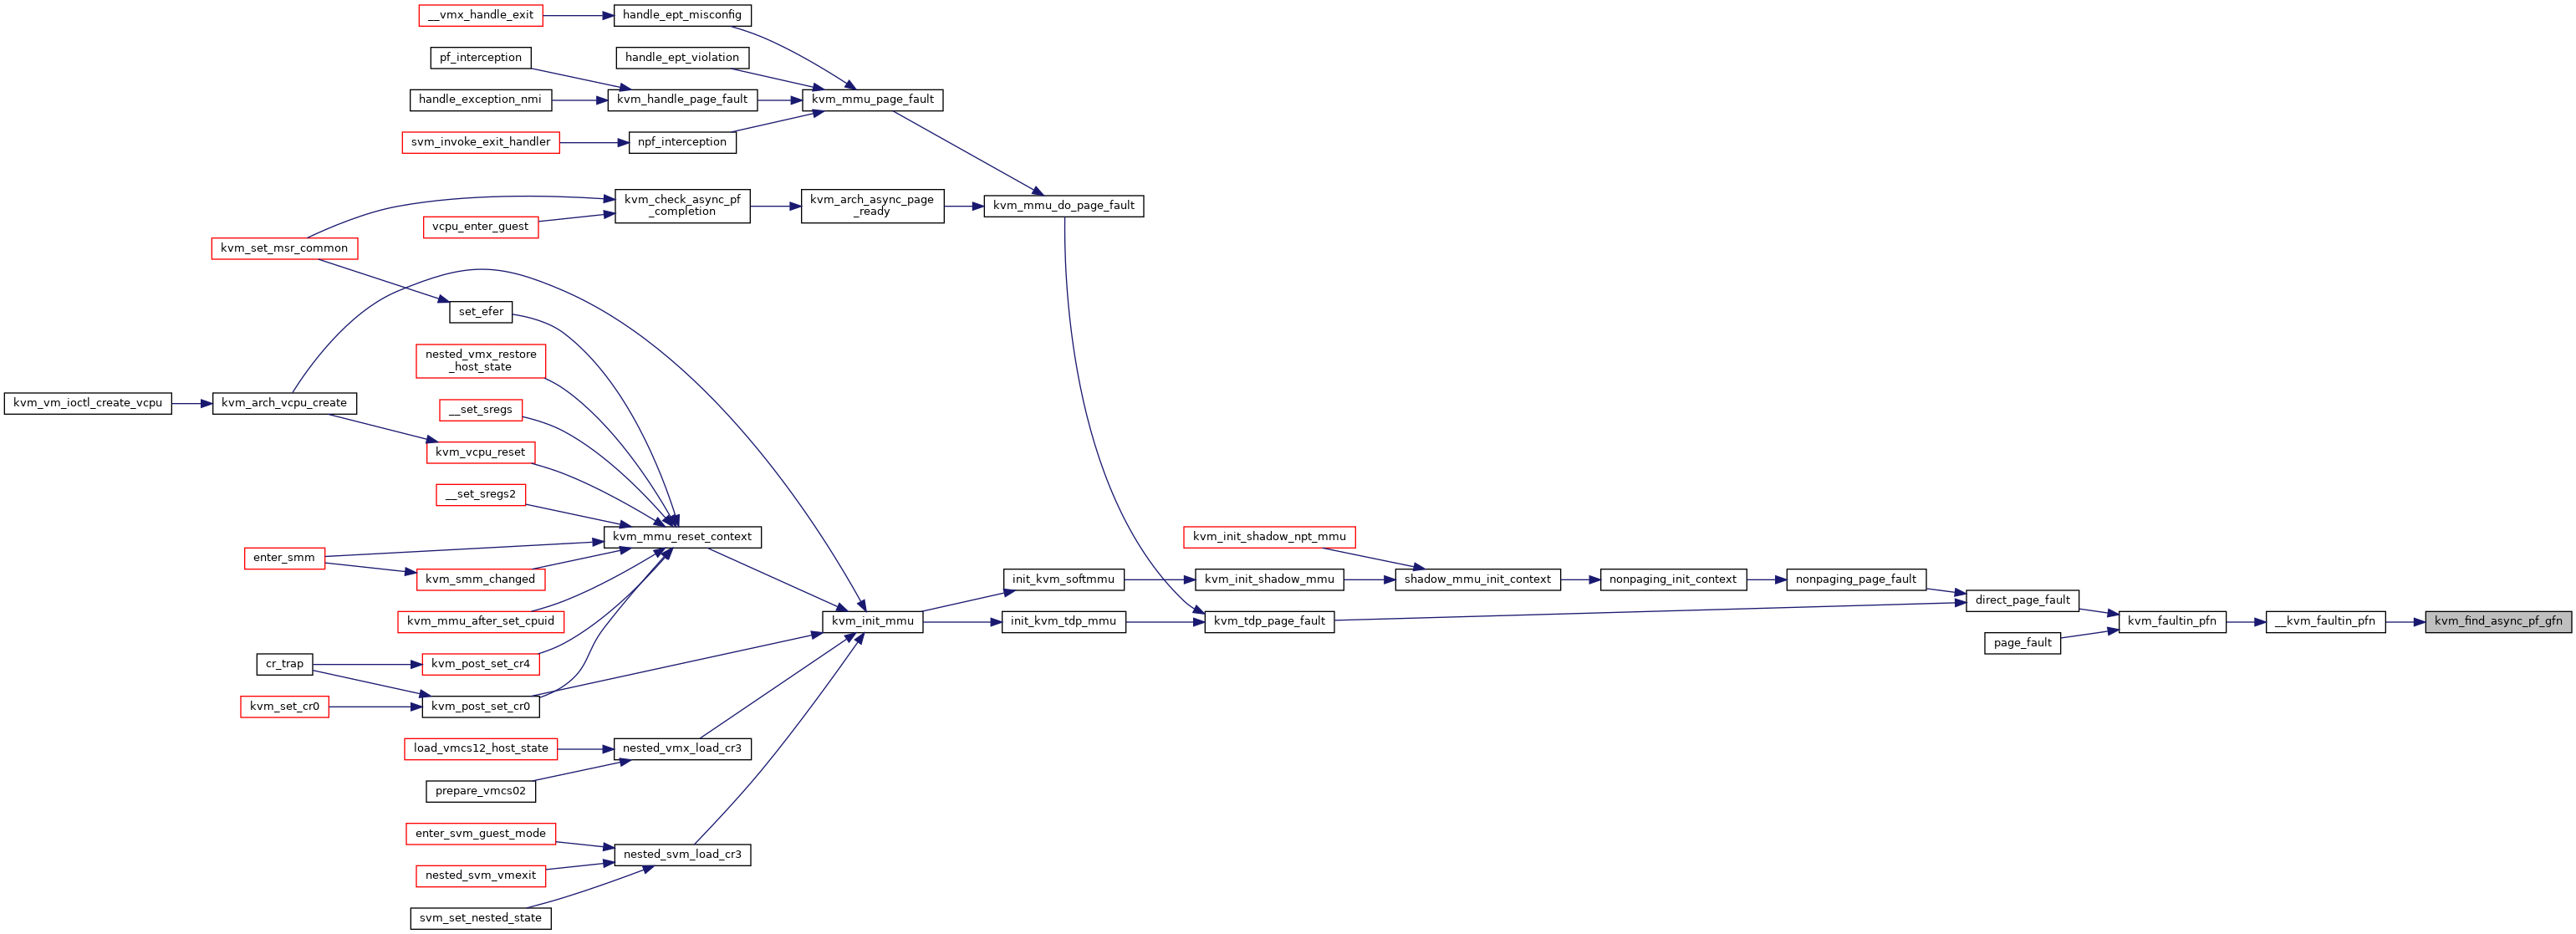 __vmx_handle_exit
handle_ept_misconfig
pf_interception
handle_ept_violation
handle_exception_nmi
kvm_handle_page_fault
kvm_mmu_page_fault
svm_invoke_exit_handler
npf_interception
kvm_check_async_pf
_completion
kvm_arch_async_page
_ready
kvm_mmu_do_page_fault
vcpu_enter_guest
kvm_set_msr_common
set_efer
nested_vmx_restore
_host_state
kvm_vm_ioctl_create_vcpu
kvm_arch_vcpu_create
__set_sregs
kvm_vcpu_reset
__set_sregs2
kvm_mmu_reset_context
kvm_init_shadow_npt_mmu
enter_smm
kvm_smm_changed
init_kvm_softmmu
kvm_init_shadow_mmu
shadow_mmu_init_context
nonpaging_init_context
nonpaging_page_fault
direct_page_fault
kvm_mmu_after_set_cpuid
kvm_init_mmu
init_kvm_tdp_mmu
kvm_tdp_page_fault
kvm_faultin_pfn
__kvm_faultin_pfn
kvm_find_async_pf_gfn
page_fault
cr_trap
kvm_post_set_cr4
kvm_set_cr0
kvm_post_set_cr0
load_vmcs12_host_state
nested_vmx_load_cr3
prepare_vmcs02
enter_svm_guest_mode
nested_svm_load_cr3
nested_svm_vmexit
svm_set_nested_state